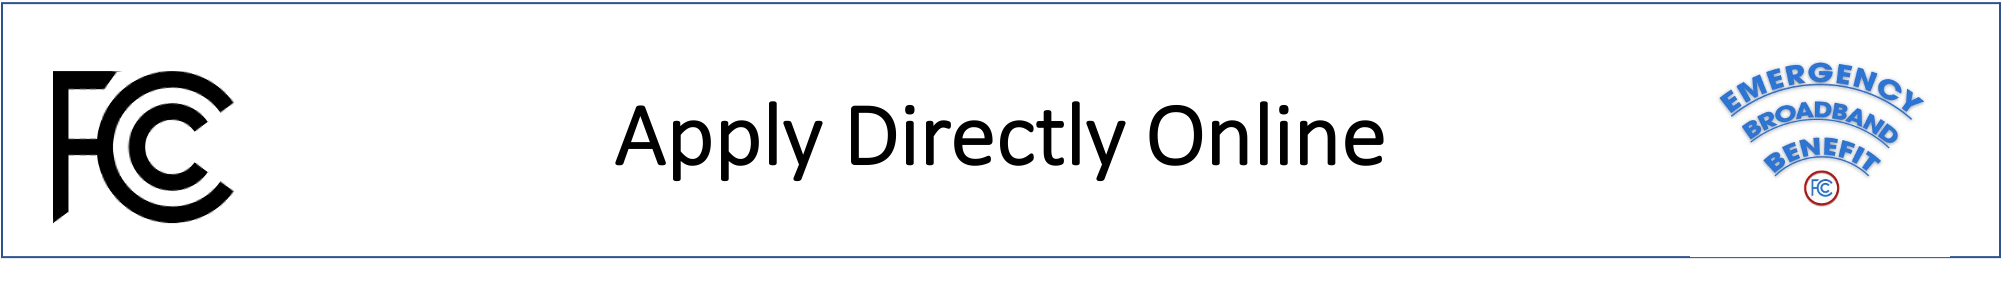 FCC
Apply Directly Online
EMERGENCY
BROADBAND
BENEFIT
FCC